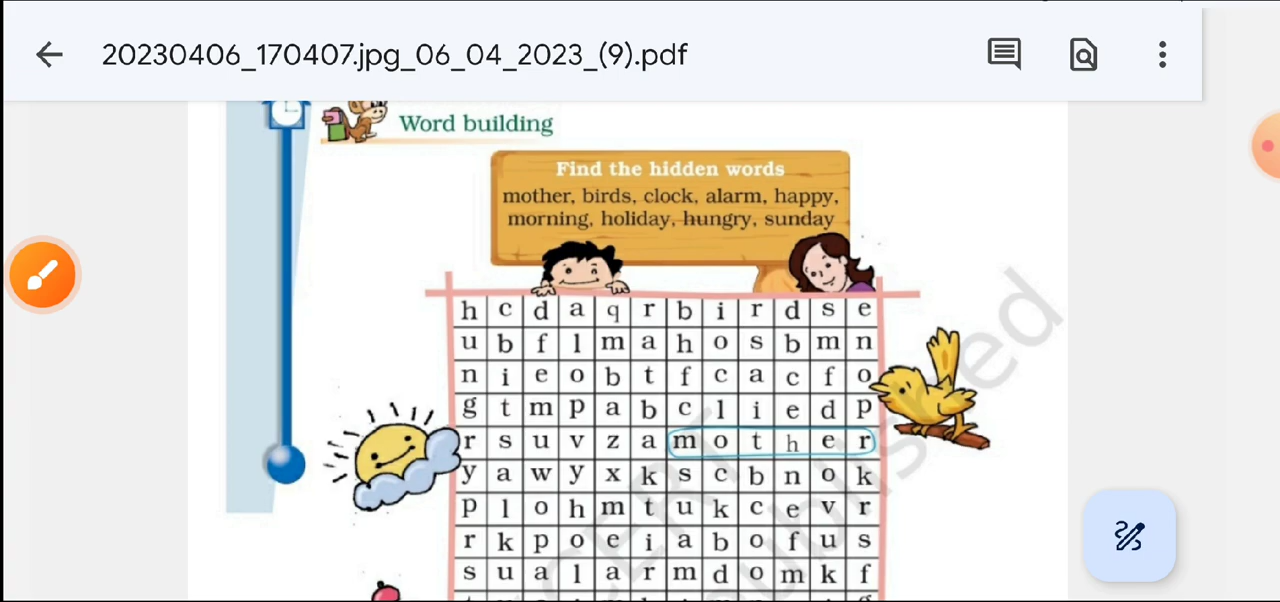 20230406_170407.jpg_06_04_2023_(9).pdf
Word building
Find the hidden words
mother, birds, clock, alarm, happy,
morning, holiday, hungry, sunday
h c d a q r b i r d s e
u b f l m a h o s b m n
n i e o b t f c a c f o
g t m p a b c l i e d p
r s u v z a m o t h e r
y a w y x k s c b n o k
p l o h m t u k c e v r
r k p o e i a b o f u s
s u a l a r m d o m k f